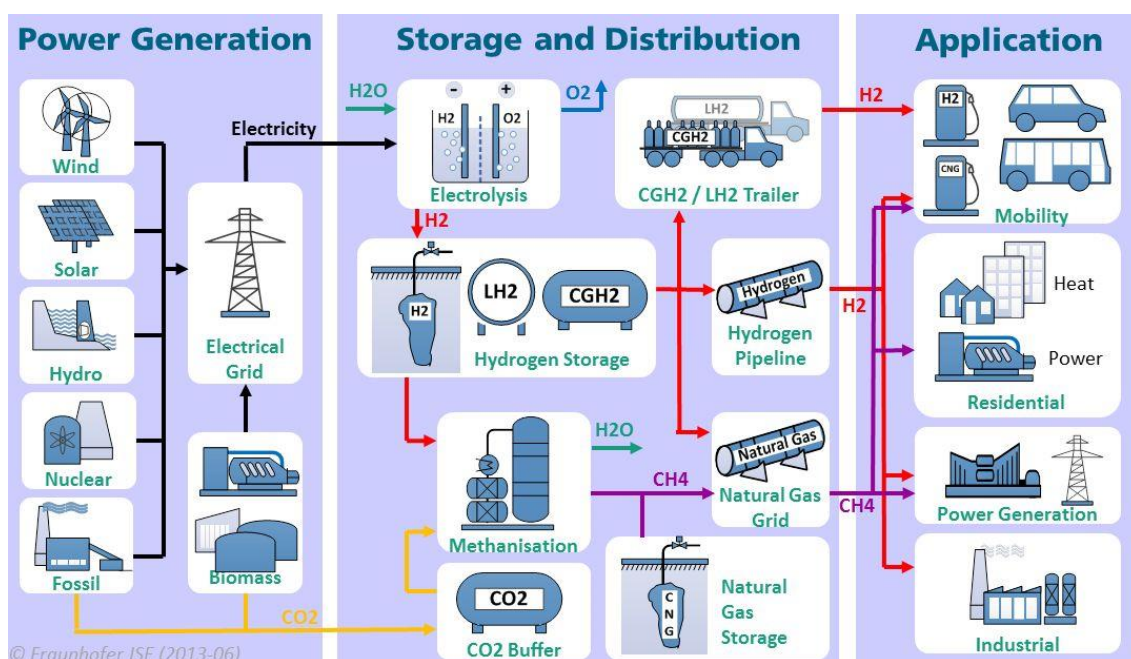 Power Generation
Storage and Distribution
Application
Wind
Solar
Hydro
Nuclear
Fossil
Electricity
Electrical
Grid
Biomass
CO2
© Fraunhofer ISE (2013-06)
H2O
-
+
H2
O2
Electrolysis
O2
LH2
CGH2
CGH2 / LH2 Trailer
H2
H2
H2
LH2
CGH2
Hydrogen Storage
Hydrogen
Hydrogen
Pipeline
H2
H2O
Methanisation
CH4
Natural Gas
Natural Gas
Grid
CH4
CO2
CO2 Buffer
C
N
G
Natural
Gas
Storage
H2
CNG
Mobility
Heat
Power
Residential
Power Generation
Industrial